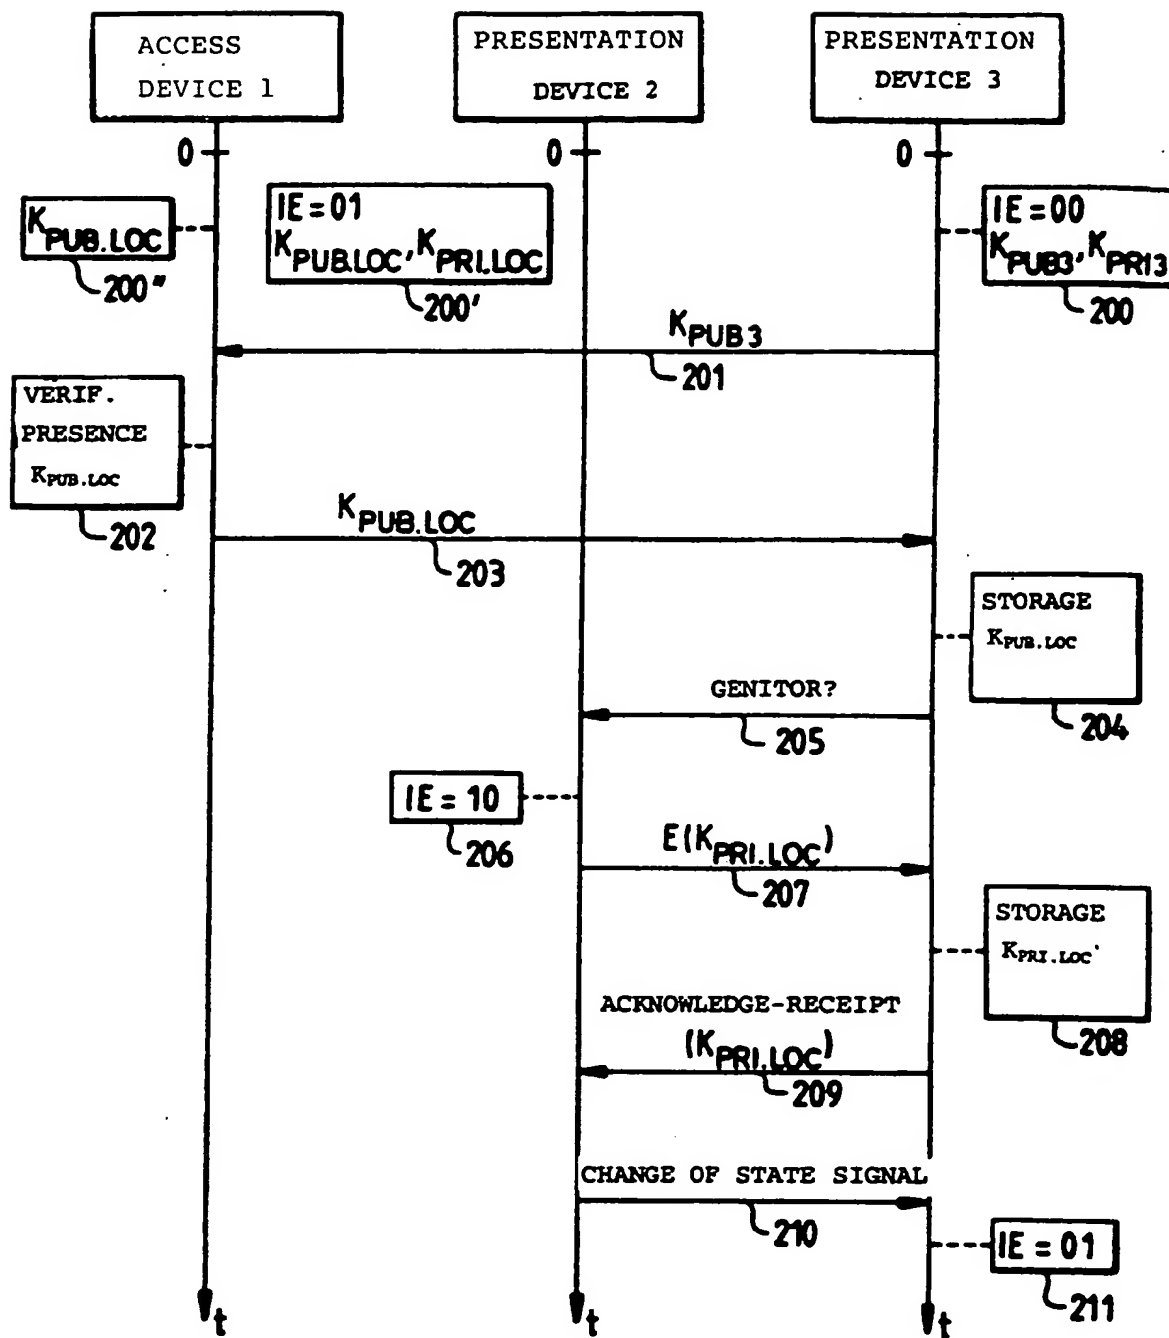 ACCESS
DEVICE 1
PRESENTATION
DEVICE 2
PRESENTATION
DEVICE 3
0
0
0
KPUB.LOC
200"
IE = 01
KPUB.LOC, KPRI.LOC
200'
IE = 00
KPUB3, KPRI3
200
KPUB3
201
VERIF.
PRESENCE
KPUB.LOC
202
KPUB.LOC
203
STORAGE
KPUB.LOC
204
GENITOR?
205
IE = 10
206
E(KPRI.LOC)
207
STORAGE
KPRI.LOC'
208
ACKNOWLEDGE-RECEIPT
(KPRI.LOC)
209
CHANGE OF STATE SIGNAL
210
IE = 01
211
t
t
t